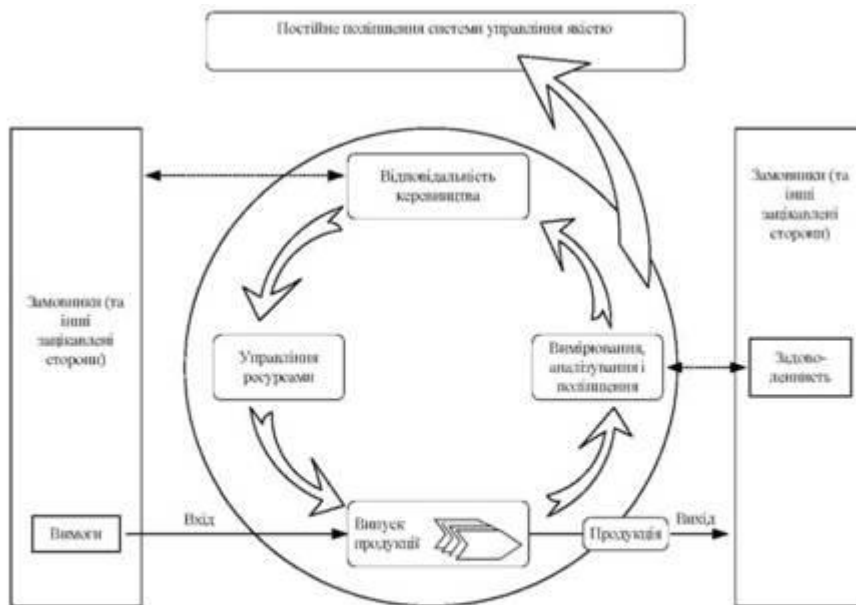 Постійне поліпшення системи управління якістю
Відповідальність
керівництва
Замовники (та
інші
зацікавлені
сторони)
Замовники (та
інші
зацікавлені
сторони)
Управління
ресурсами
Вимірювання,
аналізування і
поліпшення
Задово-
ленність
Вимоги
Вхід
Випуск
продукції
Продукція
Вихід